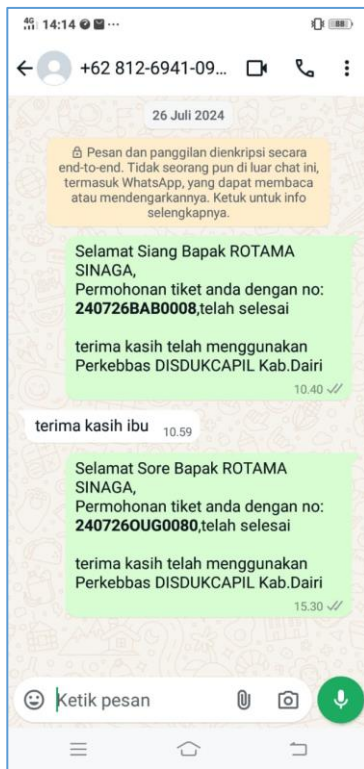 4G 14:14
88
+62 812-6941-09...
26 Juli 2024
Pesan dan panggilan dienkripsi secara
end-to-end. Tidak seorang pun di luar chat ini,
termasuk WhatsApp, yang dapat membaca
atau mendengarkannya. Ketuk untuk info
selengkapnya.
Selamat Siang Bapak ROTAMA
SINAGA,
Permohonan tiket anda dengan no:
240726BAB0008,telah selesai
terima kasih telah menggunakan
Perkebbas DISDUKCAPIL Kab.Dairi
10.40
terima kasih ibu 10.59
Selamat Sore Bapak ROTAMA
SINAGA,
Permohonan tiket anda dengan no:
240726OUG0080,telah selesai
terima kasih telah menggunakan
Perkebbas DISDUKCAPIL Kab.Dairi
15.30
Ketik pesan